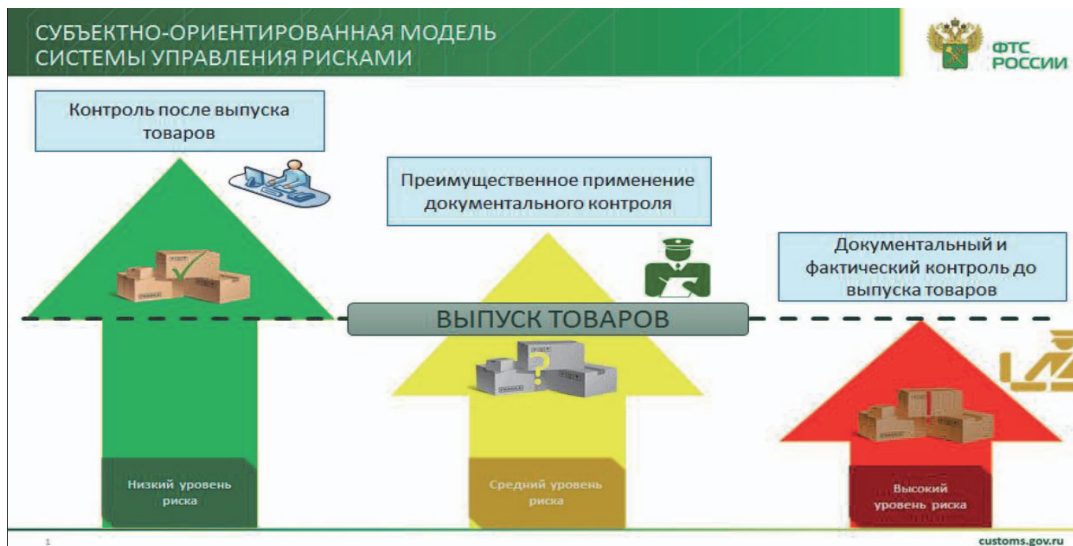 СУБЪЕКТНО-ОРИЕНТИРОВАННАЯ МОДЕЛЬ
СИСТЕМЫ УПРАВЛЕНИЯ РИСКАМИ
ФТС
РОССИИ
Контроль после выпуска
товаров
Преимущественное применение
документального контроля
Документальный и
фактический контроль до
выпуска товаров
ВЫПУСК ТОВАРОВ
?
!
Низкий уровень
риска
Средний уровень
риска
Высокий
уровень риска
1
customs.gov.ru